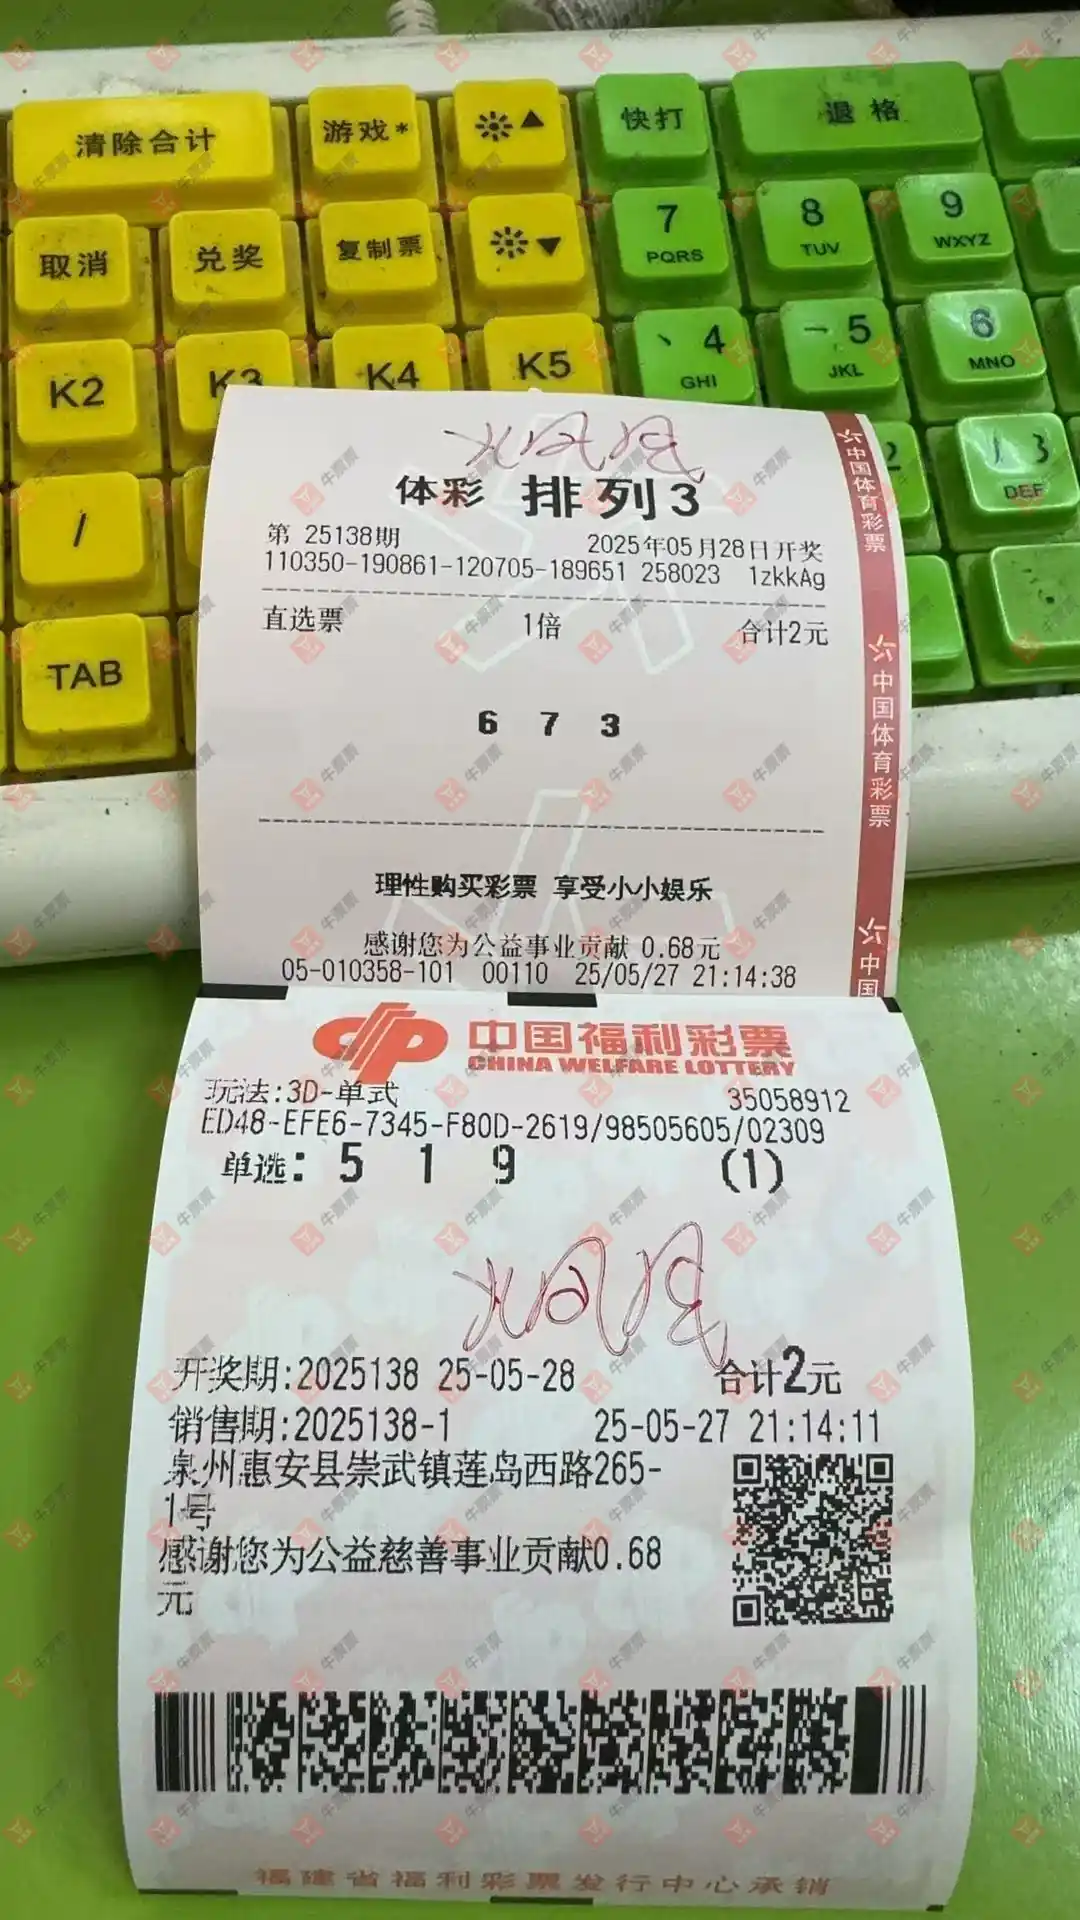 清除合计 游戏* ▲ 快打 退格
取消 兑奖 复制票 ▼ 7 PQRS 8 TUV 9 WXYZ
K2 K3 K4 K5 丶 4 GHI 一 5 JKL 6 MNO
/ 2 3 DEF
TAB
体彩 排列3
第 25138期 2025年05月28日开奖
110350-190861-120705-189651 258023 1zkkAg
直选票 1倍 合计2元
6 7 3
理性购买彩票 享受小小娱乐
感谢您为公益事业贡献 0.68元
05-010358-101 00110 25/05/27 21:14:38
中国体育彩票
中国体育彩票
中国
中国福利彩票
CHINA WELFARE LOTTERY
玩法:3D-单式 35058912
ED48-EFE6-7345-F80D-2619/98505605/02309
单选: 5 1 9 (1)
开奖期:2025138 25-05-28 合计2元
销售期:2025138-1 25-05-27 21:14:11
泉州惠安县崇武镇莲岛西路265-
1号
感谢您为公益慈善事业贡献0.68
元
福建省福利彩票发行中心承销
牛票票